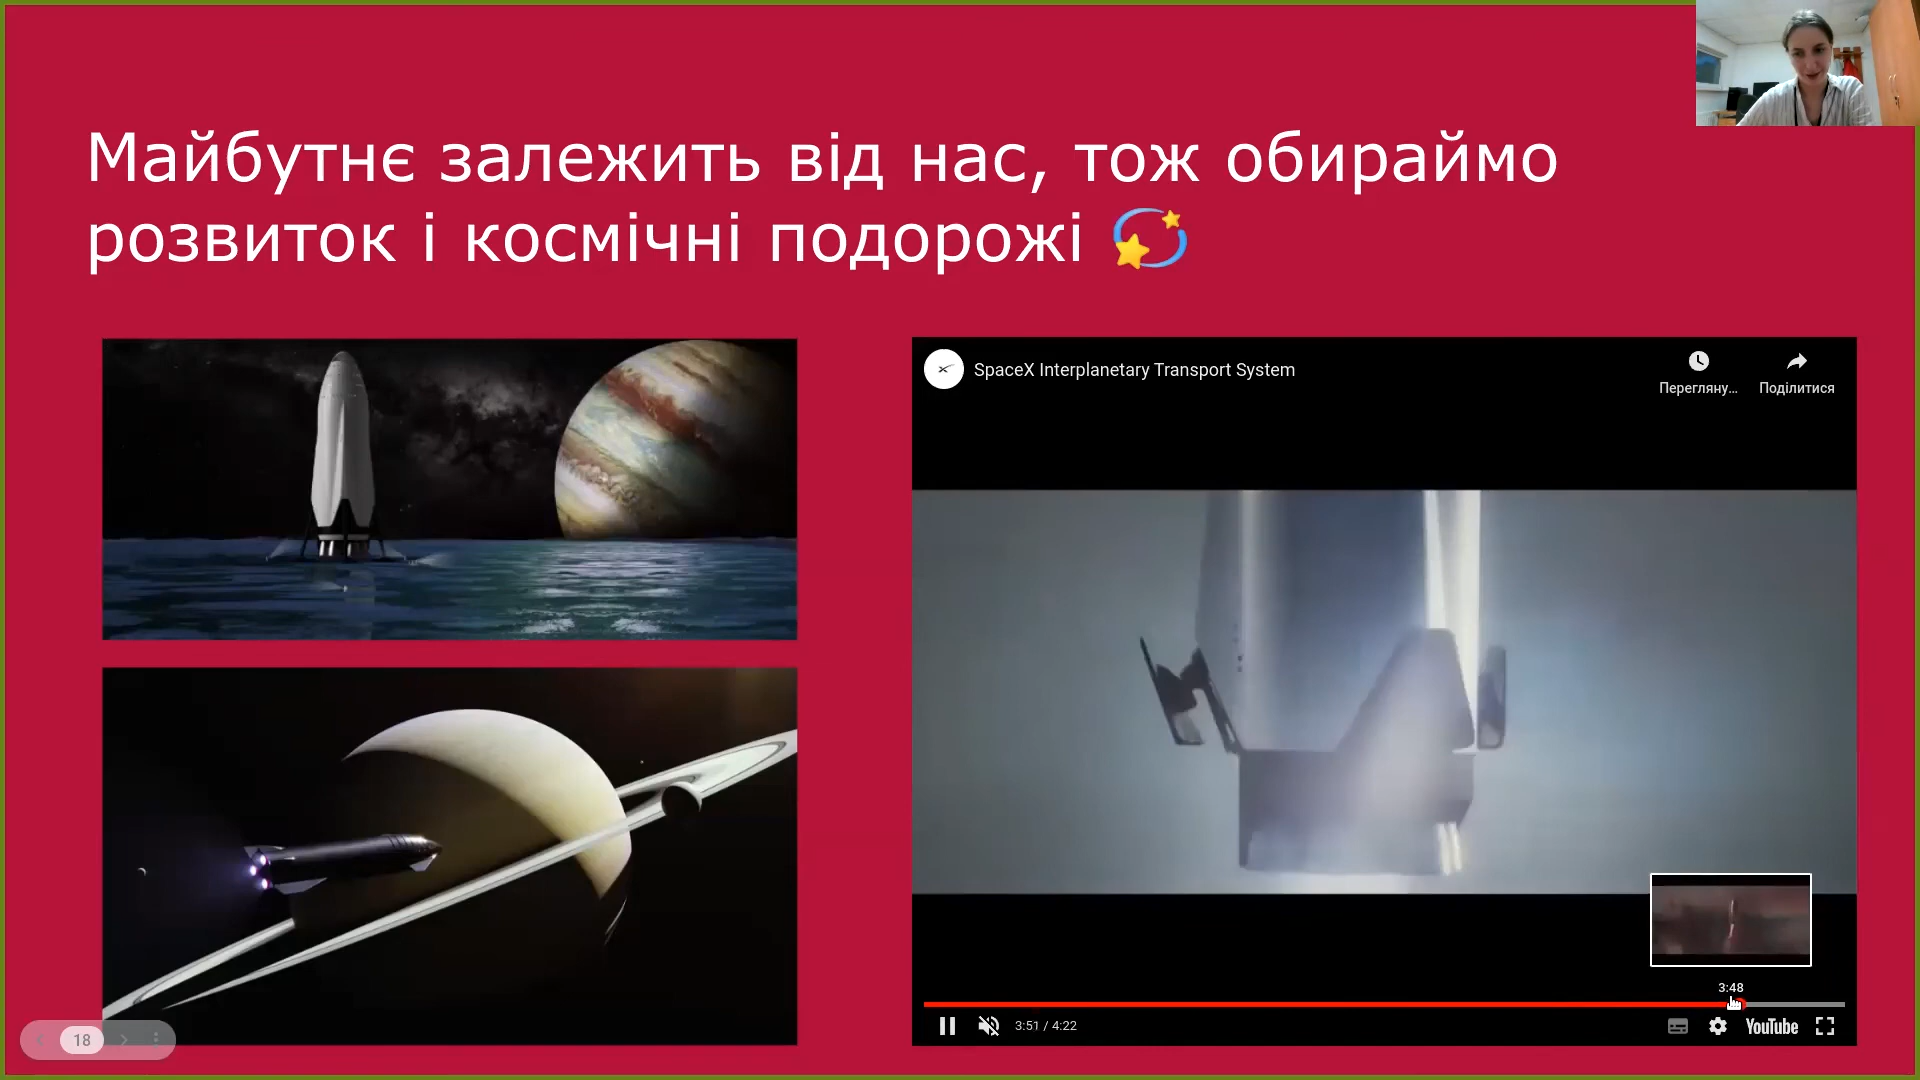 Майбутнє залежить від нас, тож обираймо
розвиток і космічні подорожі 💫
SpaceX Interplanetary Transport System
Перегляну...
Поділитися
3:48
3:51 / 4:22
YouTube
18